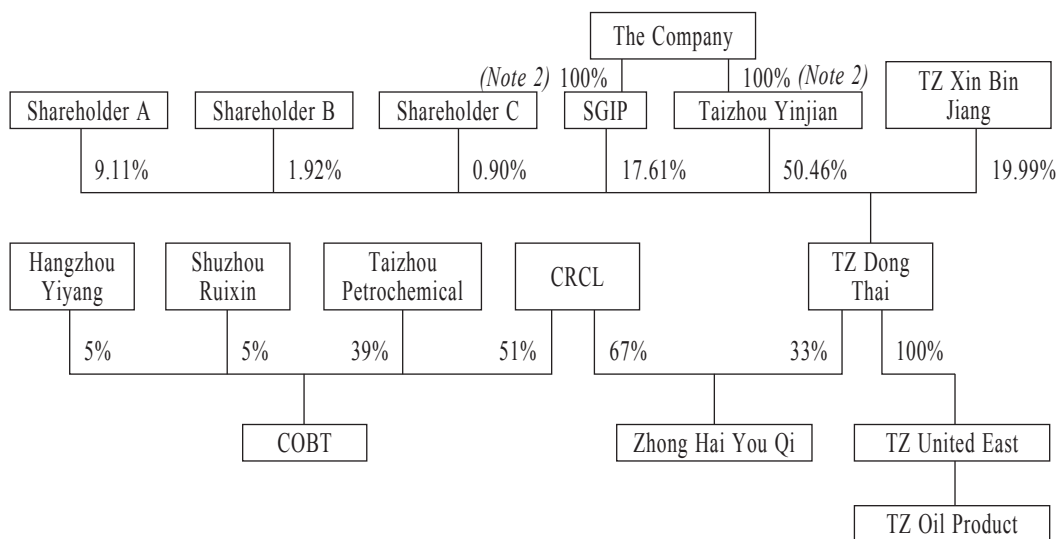 The Company
(Note 2) 100%
100% (Note 2)
TZ Xin Bin
Jiang
Shareholder A
Shareholder B
Shareholder C
SGIP
Taizhou Yinjian
9.11%
1.92%
0.90%
17.61%
50.46%
19.99%
Hangzhou
Yiyang
Shuzhou
Ruixin
Taizhou
Petrochemical
CRCL
TZ Dong
Thai
5%
5%
39%
51%
67%
33%
100%
COBT
Zhong Hai You Qi
TZ United East
TZ Oil Product